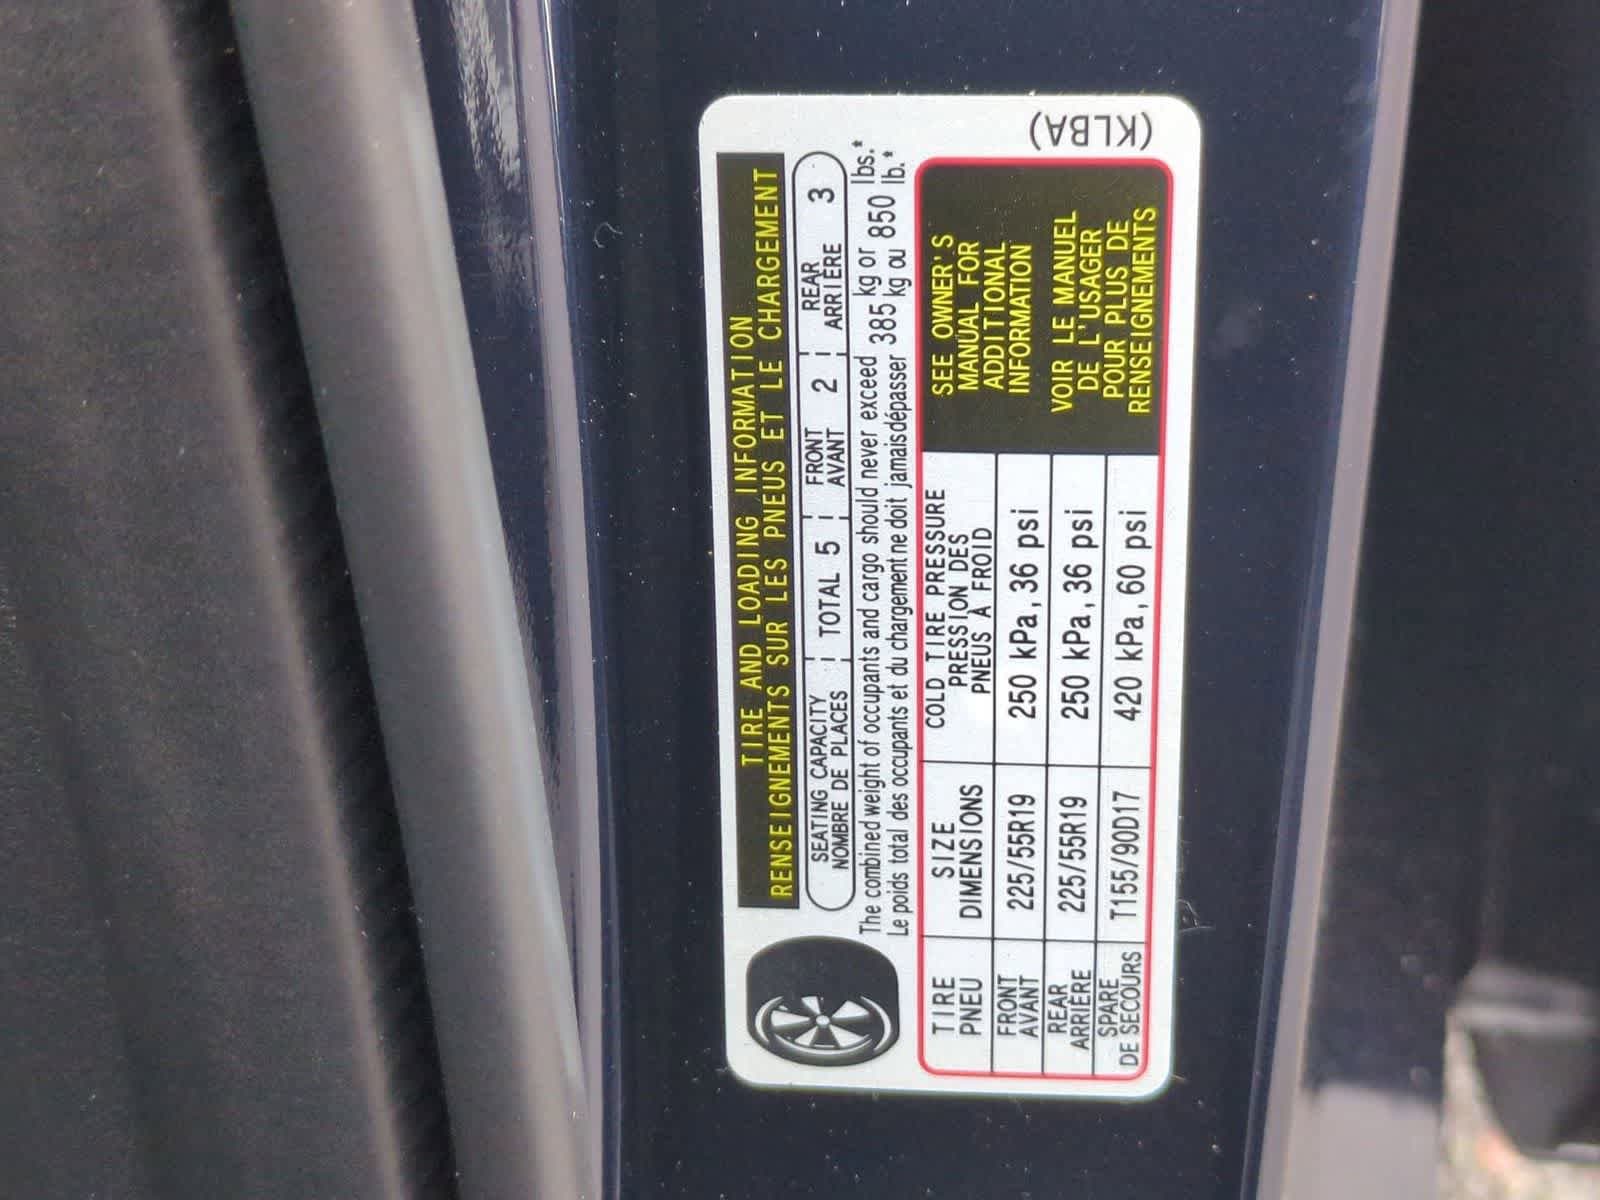 TIRE AND LOADING INFORMATION
RENSEIGNEMENTS SUR LES PNEUS ET LE CHARGEMENT
SEATING CAPACITY
NOMBRE DE PLACES
TOTAL 5
FRONT
AVANT 2
REAR
ARRIÈRE 3
The combined weight of occupants and cargo should never exceed 385 kg or 850 lbs.*
Le poids total des occupants et du chargement ne doit jamais dépasser 385 kg ou 850 lb.*
TIRE
PNEU
SIZE
DIMENSIONS
COLD TIRE PRESSURE
PRESSION DES
PNEUS À FROID
FRONT
AVANT
225/55R19
250 kPa, 36 psi
REAR
ARRIÈRE
225/55R19
250 kPa, 36 psi
SPARE
DE SECOURS
T155/90D17
420 kPa, 60 psi
SEE OWNER'S
MANUAL FOR
ADDITIONAL
INFORMATION
VOIR LE MANUEL
DE L'USAGER
POUR PLUS DE
RENSEIGNEMENTS
(KLBA)